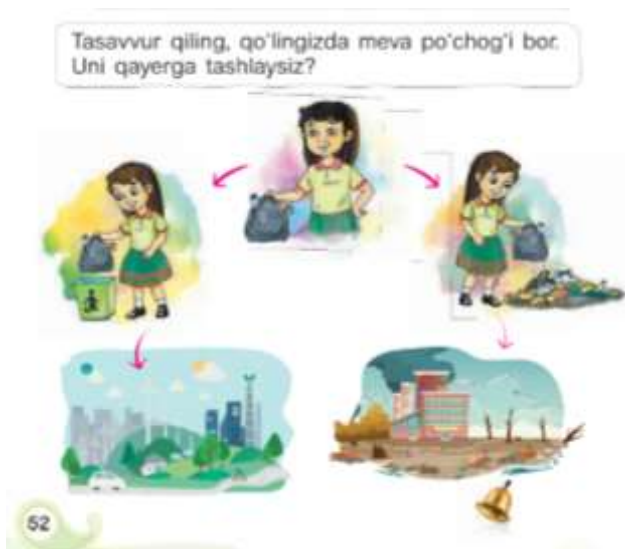 Tasavvur qiling, qo'lingizda meva po'chog'i bor.
Uni qayerga tashlaysiz?
52